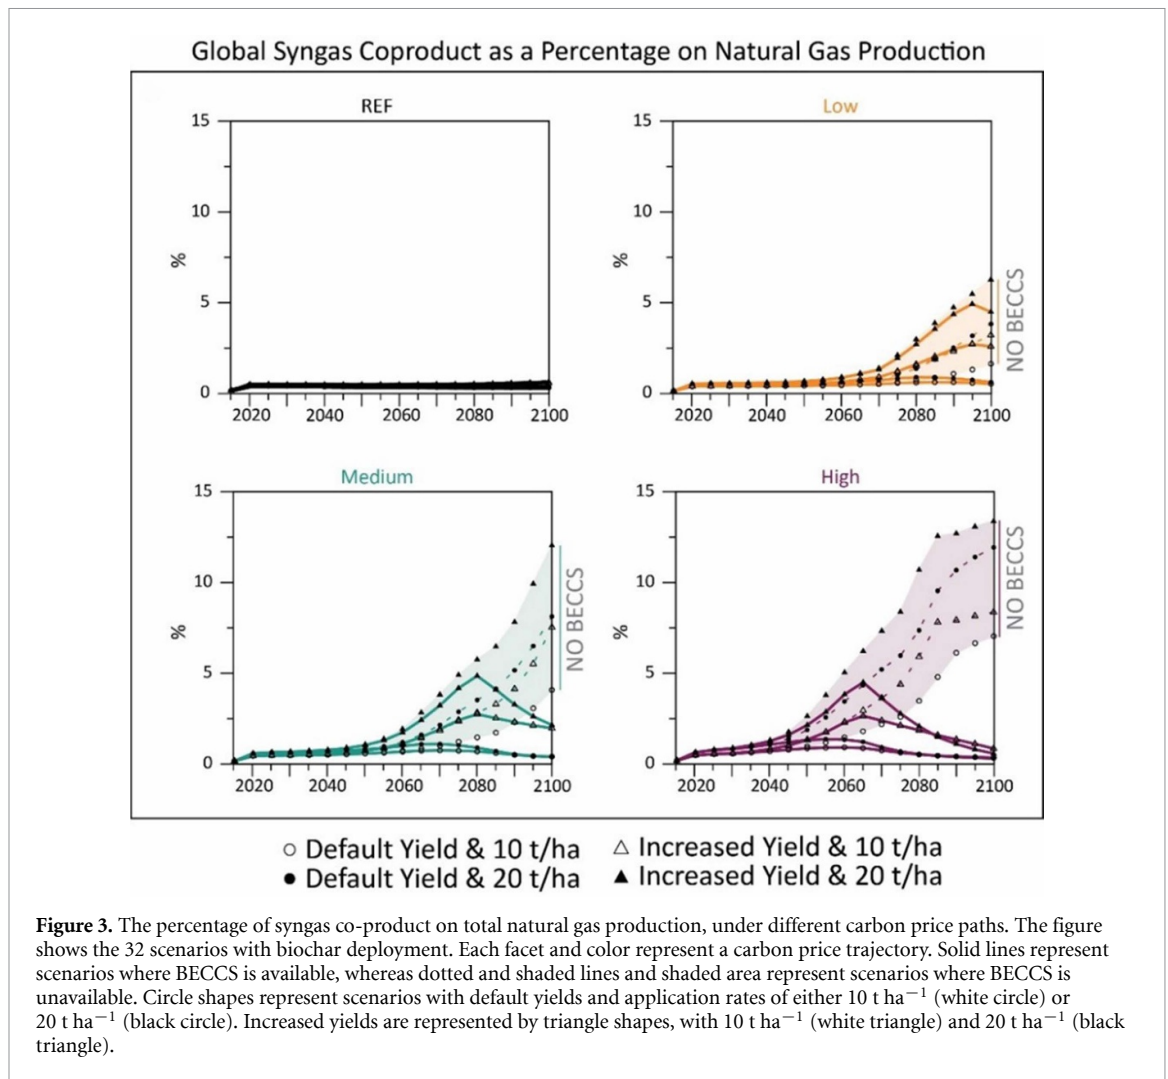 Global Syngas Coproduct as a Percentage on Natural Gas Production
REF
15
10
%
5
0
2020 2040 2060 2080 2100
Low
15
10
%
5
0
2020 2040 2060 2080 2100
NO BECCS
Medium
15
10
%
5
0
2020 2040 2060 2080 2100
NO BECCS
High
15
10
%
5
0
2020 2040 2060 2080 2100
NO BECCS
Default Yield & 10 t/ha
Increased Yield & 10 t/ha
Default Yield & 20 t/ha
Increased Yield & 20 t/ha
Figure 3. The percentage of syngas co-product on total natural gas production, under different carbon price paths. The figure
shows the 32 scenarios with biochar deployment. Each facet and color represent a carbon price trajectory. Solid lines represent
scenarios where BECCS is available, whereas dotted and shaded lines and shaded area represent scenarios where BECCS is
unavailable. Circle shapes represent scenarios with default yields and application rates of either 10 t ha⁻¹ (white circle) or
20 t ha⁻¹ (black circle). Increased yields are represented by triangle shapes, with 10 t ha⁻¹ (white triangle) and 20 t ha⁻¹ (black
triangle).